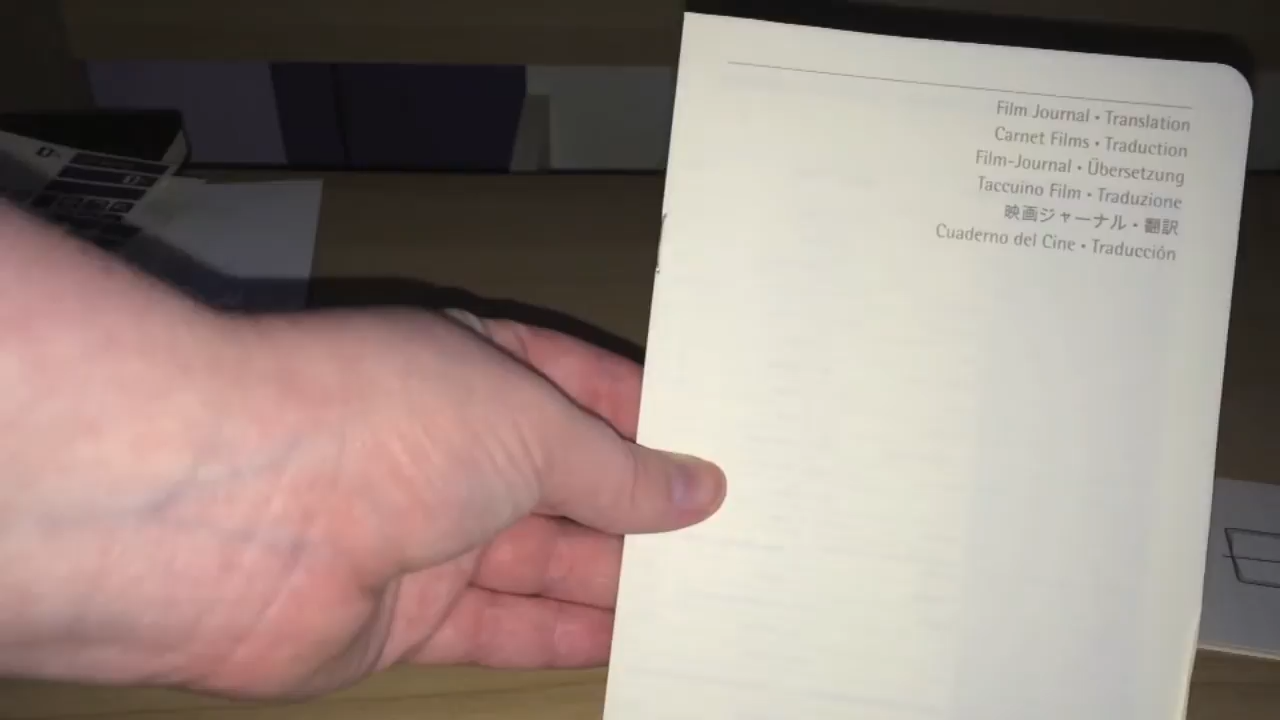 Film Journal • Translation
Carnet Films • Traduction
Film-Journal • Übersetzung
Taccuino Film • Traduzione
映画ジャーナル・翻訳
Cuaderno del Cine • Traducción